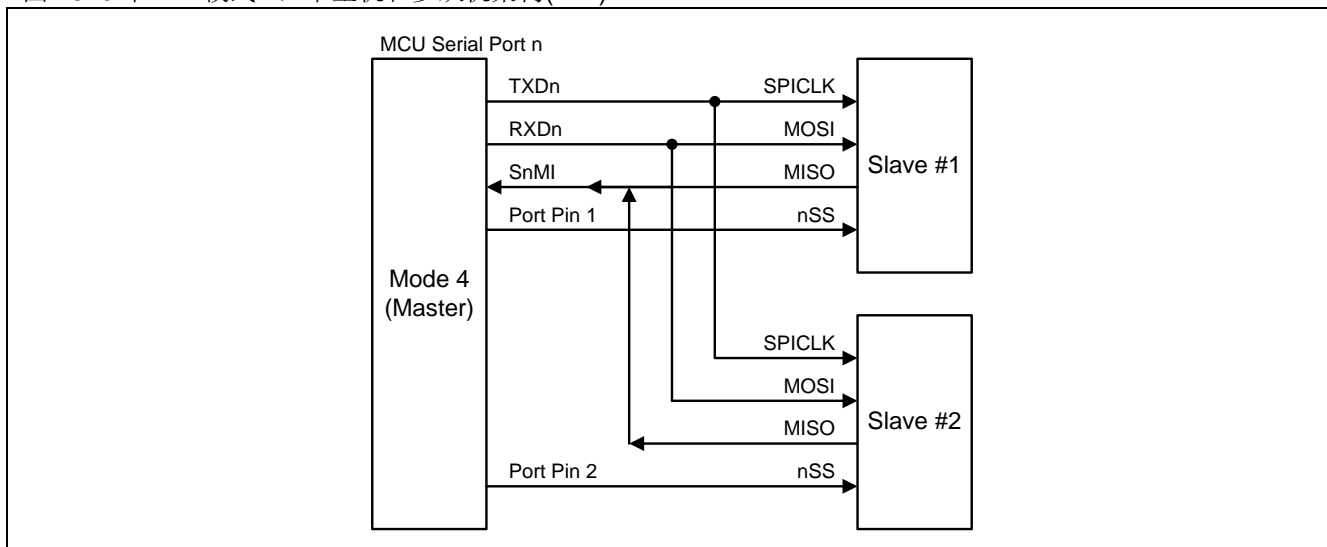 MCU Serial Port n
TXDn
SPICLK
RXDn
MOSI
SnMI
MISO
Port Pin 1
nSS
Slave #1
Mode 4
(Master)
SPICLK
MOSI
MISO
Slave #2
Port Pin 2
nSS